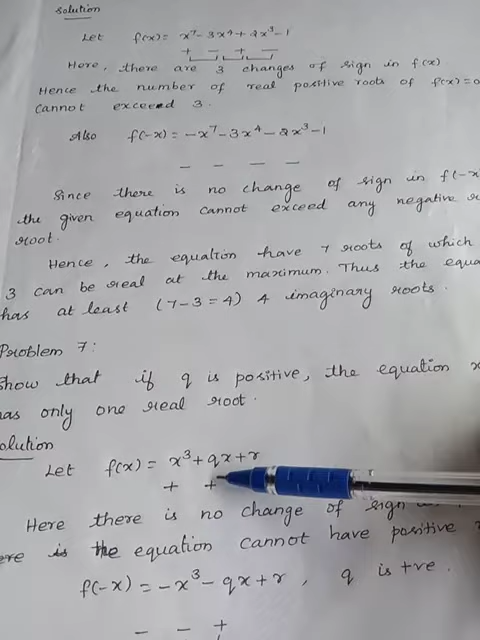 Solution
Let f(x) = x⁷ - 3x⁴ + 2x³ - 1
+ - + -
Here, there are 3 changes of sign in f(x)
Hence the number of real positive roots of f(x)=0
cannot exceed 3.
Also f(-x) = -x⁷ - 3x⁴ - 2x³ - 1
- - - -
Since there is no change of sign in f(-x
the given equation cannot exceed any negative
root.
Hence, the equation have 7 roots of which
3 can be real at the maximum. Thus the equa
has at least (7-3=4) 4 imaginary roots.
Problem 7:
Show that if q is positive, the equation x
has only one real root.
Solution
Let f(x) = x³ + qx + r
+ +
Here there is no change of sign
ere is the equation cannot have positive
f(-x) = -x³ - qx + r, q is +ve.
- - +